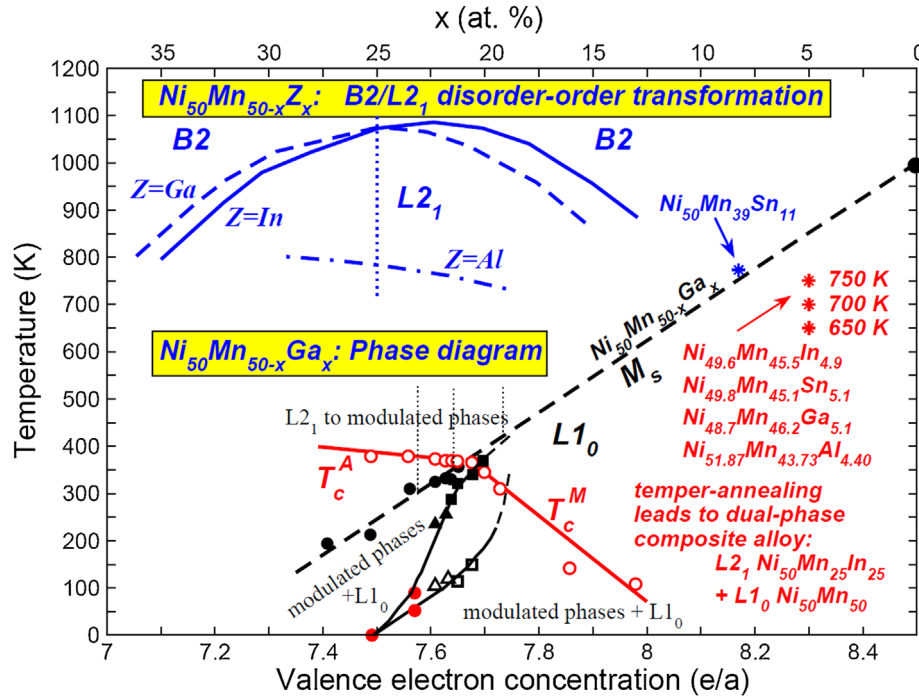 x (at. %)
35 30 25 20 15 10 5 0
1200
1100
1000
900
800
700
600
500
400
300
200
100
0
Temperature (K)
Ni50Mn50-xZx: B2/L21 disorder-order transformation
B2
B2
Z=Ga
Z=In
L21
Z=Al
Ni50Mn39Sn11
Ni50Mn50-xGax
Ms
750 K
700 K
650 K
Ni50Mn50-xGax: Phase diagram
Ni49.6Mn45.5In4.9
Ni49.8Mn45.1Sn5.1
Ni48.7Mn46.2Ga5.1
Ni51.87Mn43.73Al4.40
L21 to modulated phases
L10
TcA
TcM
temper-annealing
leads to dual-phase
composite alloy:
L21 Ni50Mn25In25
+ L10 Ni50Mn50
modulated phases
+L10
modulated phases + L10
7 7.2 7.4 7.6 7.8 8 8.2 8.4
Valence electron concentration (e/a)